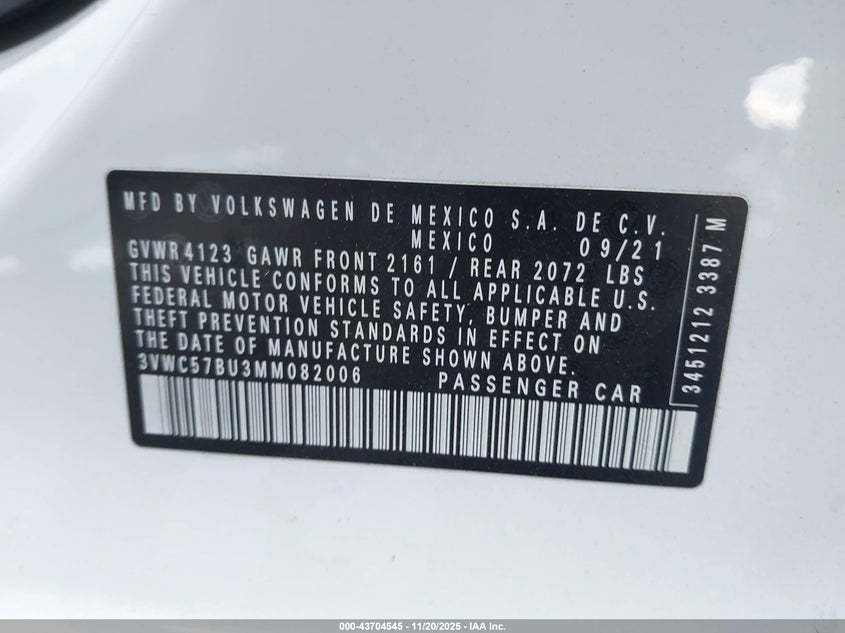 MFD BY VOLKSWAGEN DE MEXICO S.A. DE C.V.
MEXICO 09/21
GVWR 4123 GAWR FRONT 2161 / REAR 2072 LBS
THIS VEHICLE CONFORMS TO ALL APPLICABLE U.S.
FEDERAL MOTOR VEHICLE SAFETY, BUMPER AND
THEFT PREVENTION STANDARDS IN EFFECT ON
THE DATE OF MANUFACTURE SHOWN ABOVE.
3VWC57BU3MM082006 PASSENGER CAR
3451212 3387 M
000-43704545 - 11/20/2025 - IAA Inc.